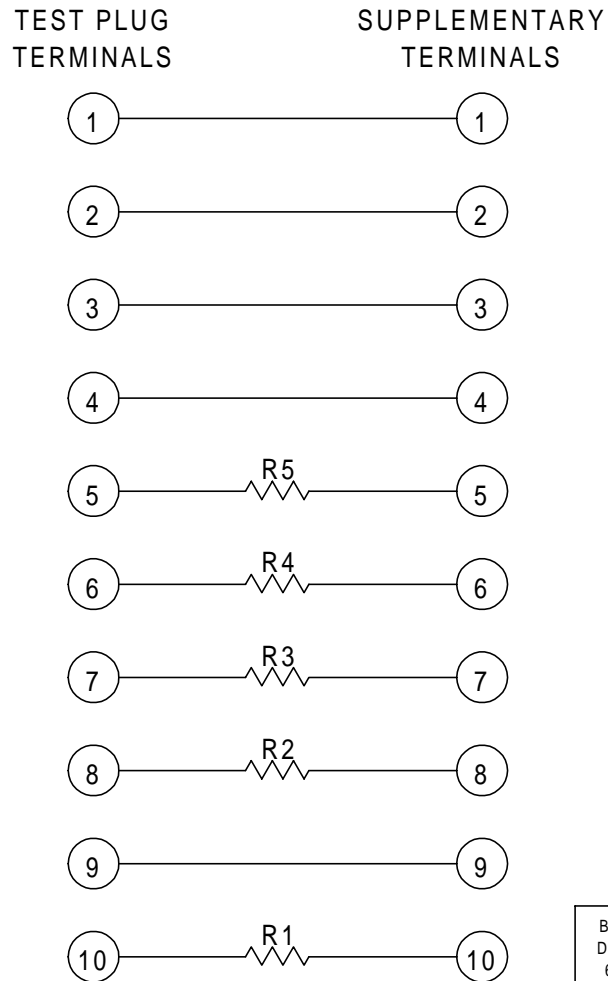 TEST PLUG SUPPLEMENTARY
TERMINALS TERMINALS
1 1
2 2
3 3
4 4
5 R5 5
6 R4 6
7 R3 7
8 R2 8
9 9
10 R1 10